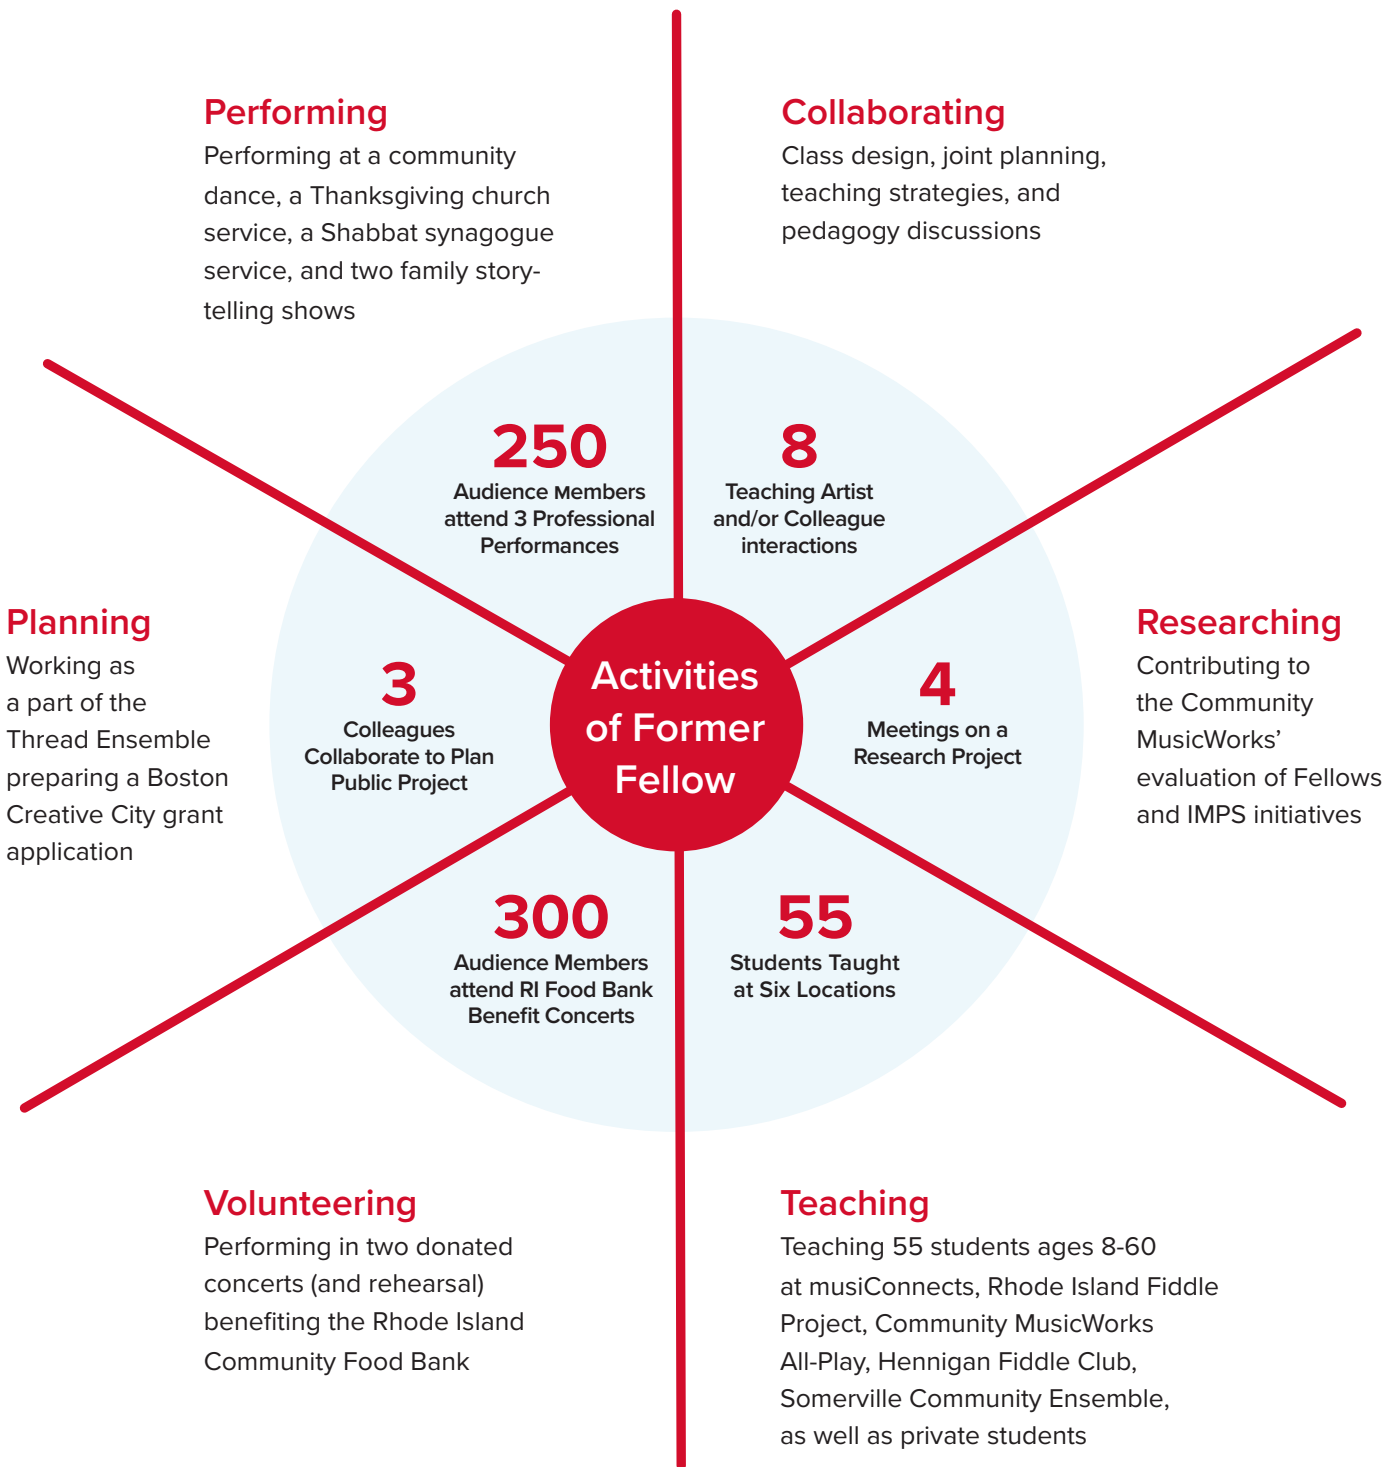 Performing
Performing at a community
dance, a Thanksgiving church
service, a Shabbat synagogue
service, and two family story-
telling shows
Collaborating
Class design, joint planning,
teaching strategies, and
pedagogy discussions
250
Audience Members
attend 3 Professional
Performances
8
Teaching Artist
and/or Colleague
interactions
Planning
Working as
a part of the
Thread Ensemble
preparing a Boston
Creative City grant
application
3
Colleagues
Collaborate to Plan
Public Project
Activities
of Former
Fellow
4
Meetings on a
Research Project
Researching
Contributing to
the Community
MusicWorks’
evaluation of Fellows
and IMPS initiatives
300
Audience Members
attend RI Food Bank
Benefit Concerts
55
Students Taught
at Six Locations
Volunteering
Performing in two donated
concerts (and rehearsal)
benefiting the Rhode Island
Community Food Bank
Teaching
Teaching 55 students ages 8-60
at musiConnects, Rhode Island Fiddle
Project, Community MusicWorks
All-Play, Hennigan Fiddle Club,
Somerville Community Ensemble,
as well as private students